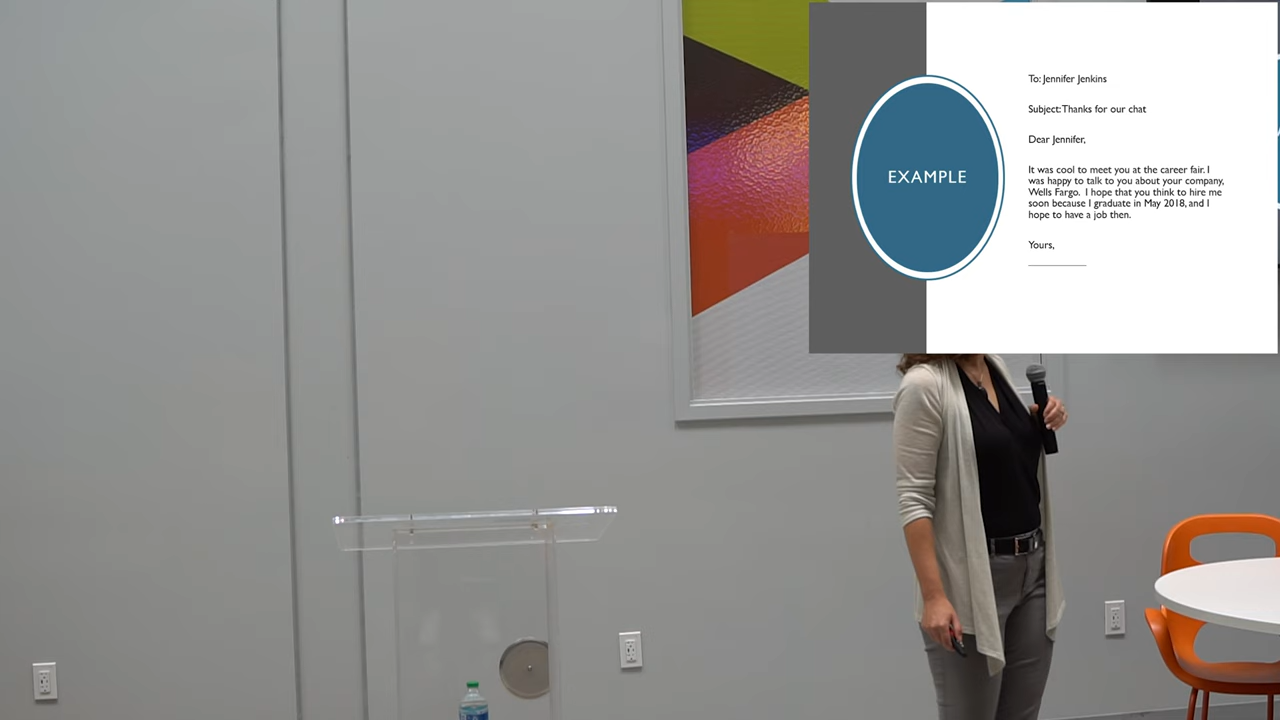 EXAMPLE
To: Jennifer Jenkins
Subject: Thanks for our chat
Dear Jennifer,
It was cool to meet you at the career fair. I
was happy to talk to you about your company,
Wells Fargo. I hope that you think to hire me
soon because I graduate in May 2018, and I
hope to have a job then.
Yours,